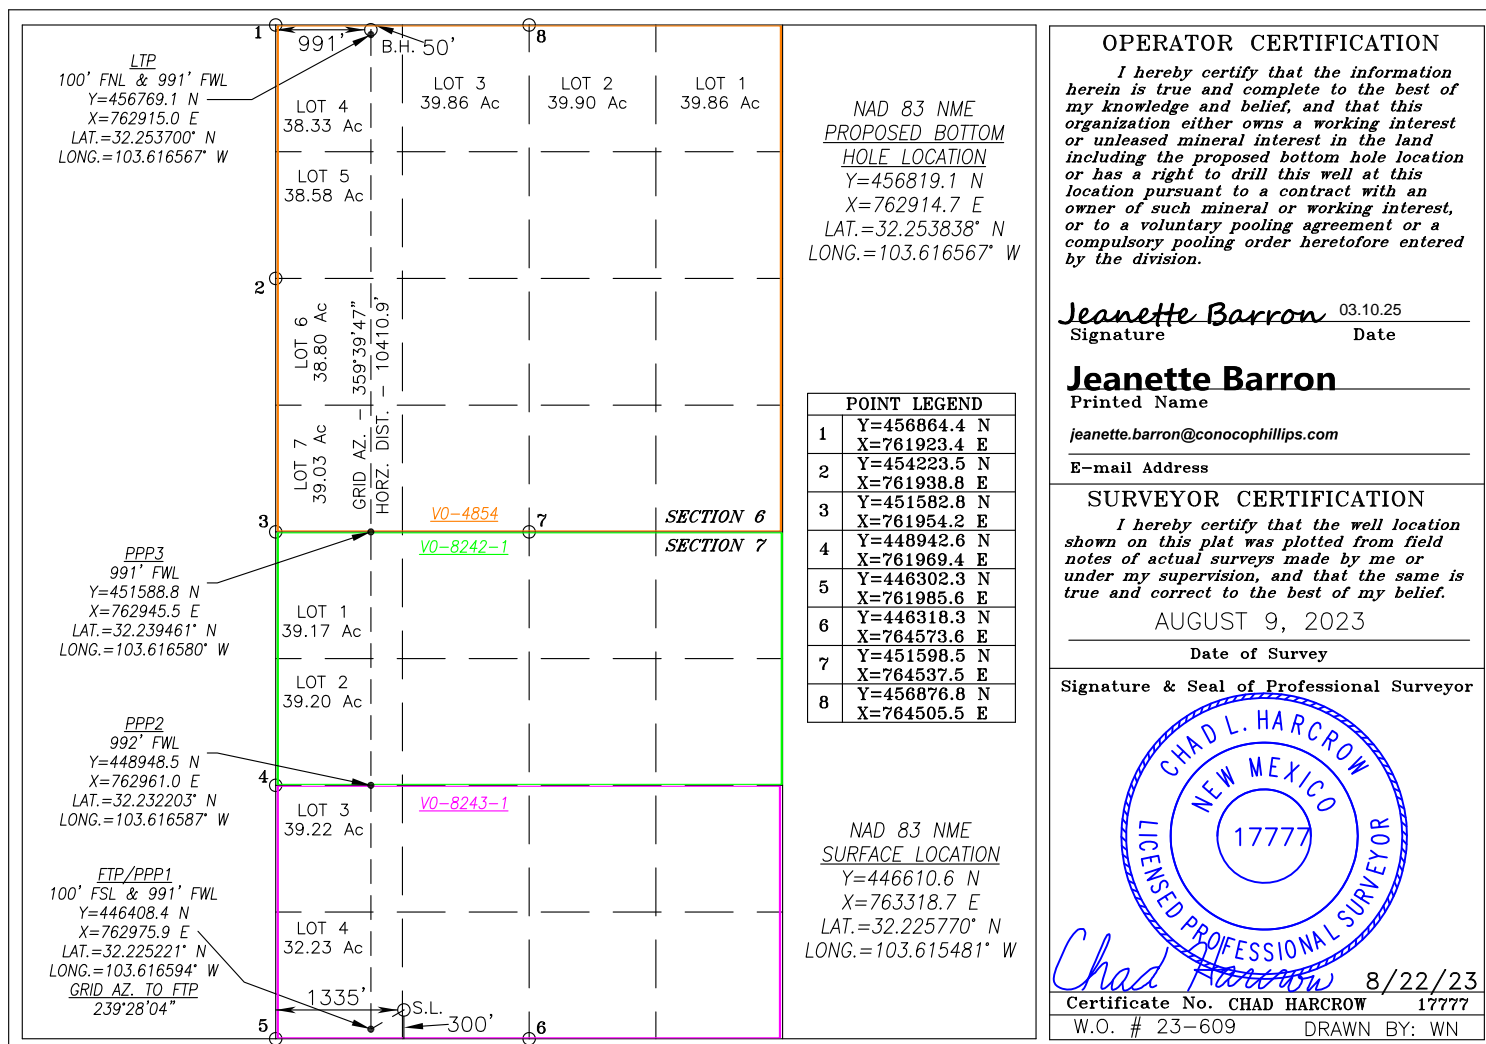 1
991'
B.H.
50'
8
LTP
100' FNL & 991' FWL
Y=456769.1 N
X=762915.0 E
LAT.=32.253700° N
LONG.=103.616567° W
LOT 4
38.33 Ac
LOT 3
39.86 Ac
LOT 2
39.90 Ac
LOT 1
39.86 Ac
LOT 5
38.58 Ac
2
LOT 6
38.80 Ac
LOT 7
39.03 Ac
GRID AZ. - 359°39'47"
HORZ. DIST. - 10410.9'
3
V0-4854
7
SECTION 6
V0-8242-1
SECTION 7
PPP3
991' FWL
Y=451588.8 N
X=762945.5 E
LAT.=32.239461° N
LONG.=103.616580° W
LOT 1
39.17 Ac
LOT 2
39.20 Ac
PPP2
992' FWL
Y=448948.5 N
X=762961.0 E
LAT.=32.232203° N
LONG.=103.616587° W
4
LOT 3
39.22 Ac
V0-8243-1
FTP/PPP1
100' FSL & 991' FWL
Y=446408.4 N
X=762975.9 E
LAT.=32.225221° N
LONG.=103.616594° W
GRID AZ. TO FTP
239°28'04"
LOT 4
32.23 Ac
1335'
S.L.
300'
5
6
NAD 83 NME
PROPOSED BOTTOM
HOLE LOCATION
Y=456819.1 N
X=762914.7 E
LAT.=32.253838° N
LONG.=103.616567° W
POINT LEGEND
1 Y=456864.4 N
X=761923.4 E
2 Y=454223.5 N
X=761938.8 E
3 Y=451582.8 N
X=761954.2 E
4 Y=448942.6 N
X=761969.4 E
5 Y=446302.3 N
X=761985.6 E
6 Y=446318.3 N
X=764573.6 E
7 Y=451598.5 N
X=764537.5 E
8 Y=456876.8 N
X=764505.5 E
NAD 83 NME
SURFACE LOCATION
Y=446610.6 N
X=763318.7 E
LAT.=32.225770° N
LONG.=103.615481° W
OPERATOR CERTIFICATION
I hereby certify that the information
herein is true and complete to the best of
my knowledge and belief, and that this
organization either owns a working interest
or unleased mineral interest in the land
including the proposed bottom hole location
or has a right to drill this well at this
location pursuant to a contract with an
owner of such mineral or working interest,
or to a voluntary pooling agreement or a
compulsory pooling order heretofore entered
by the division.
Jeanette Barron 03.10.25
Signature Date
Jeanette Barron
Printed Name
jeanette.barron@conocophillips.com
E-mail Address
SURVEYOR CERTIFICATION
I hereby certify that the well location
shown on this plat was plotted from field
notes of actual surveys made by me or
under my supervision, and that the same is
true and correct to the best of my belief.
AUGUST 9, 2023
Date of Survey
Signature & Seal of Professional Surveyor
CHAD L. HARCROW
NEW MEXICO
17777
LICENSED PROFESSIONAL SURVEYOR
Chad Harcrow 8/22/23
Certificate No. CHAD HARCROW 17777
W.O. # 23-609 DRAWN BY: WN